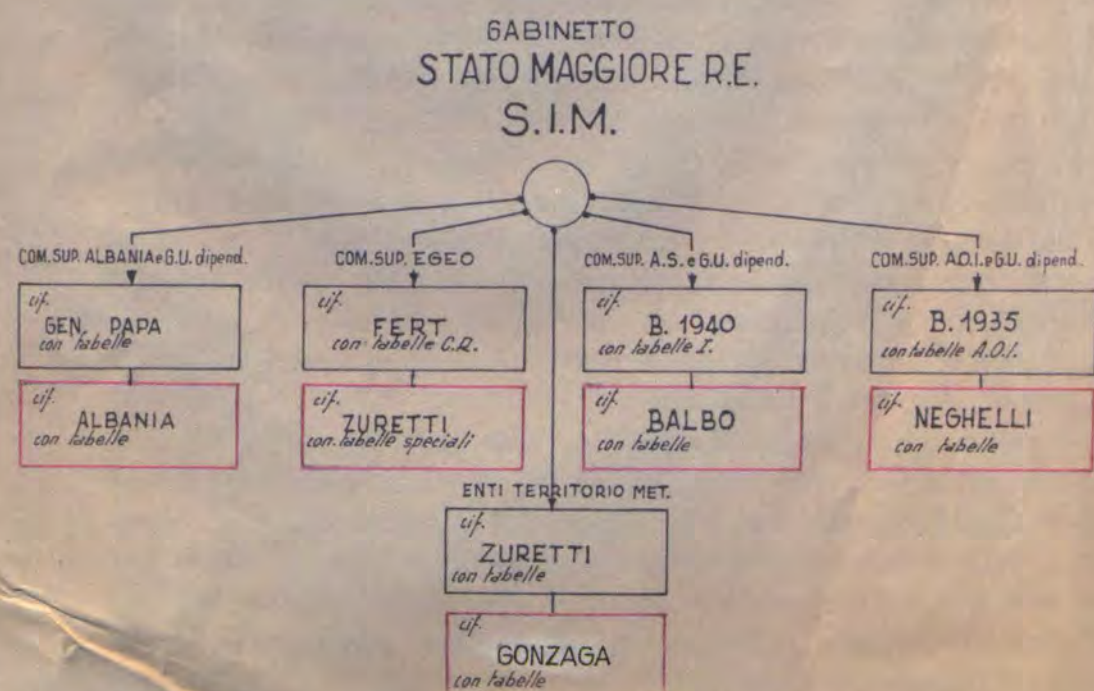 GABINETTO
STATO MAGGIORE R.E.
S.I.M.
COM.SUP. ALBANIA e G.U. dipend.
cif.
GEN. PAPA
con tabelle
cif.
ALBANIA
con tabelle
COM.SUP. EGEO
cif.
FERT
con tabelle C.R.
cif.
ZURETTI
con tabelle speciali
COM.SUP. A.S. e G.U. dipend.
cif.
B. 1940
con tabelle I.
cif.
BALBO
con tabelle
COM.SUP. A.O.I. e G.U. dipend.
cif.
B. 1935
con tabelle A.O.I.
cif.
NEGHELLI
con tabelle
ENTI TERRITORIO MET.
cif.
ZURETTI
con tabelle
cif.
GONZAGA
con tabelle